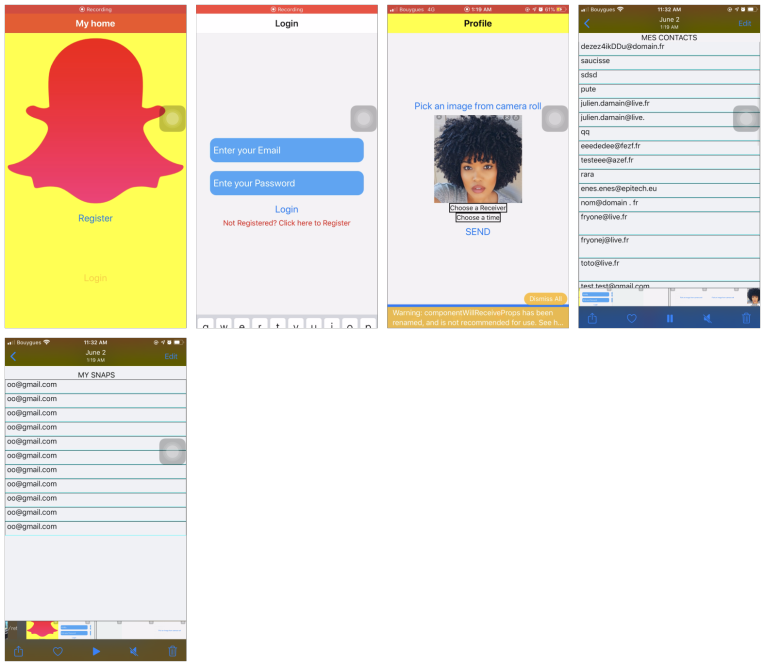 Recording
My home
Register
Login
Recording
Login
Enter your Email
Ente your Password
Login
Not Registered? Click here to Register
q w e r t y u i o p
Bouygues 4G 1:19 AM 61%
Profile
Pick an image from camera roll
Choose a Receiver
Choose a time
SEND
Dismiss All
Warning: componentWillReceiveProps has been
renamed, and is not recommended for use. See h...
Bouygues 11:32 AM
June 2
1:19 AM
Edit
MES CONTACTS
dezez4ikDDu@domain.fr
saucisse
sdsd
pute
julien.damain@live.fr
julien.damain@live.
qq
eeededee@fezf.fr
testeee@azef.fr
rara
enes.enes@epitech.eu
nom@domain . fr
fryone@live.fr
fryonej@live.fr
toto@live.fr
test.test@gmail.com
Bouygues 11:32 AM
June 2
1:19 AM
Edit
MY SNAPS
oo@gmail.com
oo@gmail.com
oo@gmail.com
oo@gmail.com
oo@gmail.com
oo@gmail.com
oo@gmail.com
oo@gmail.com
oo@gmail.com
oo@gmail.com
oo@gmail.com